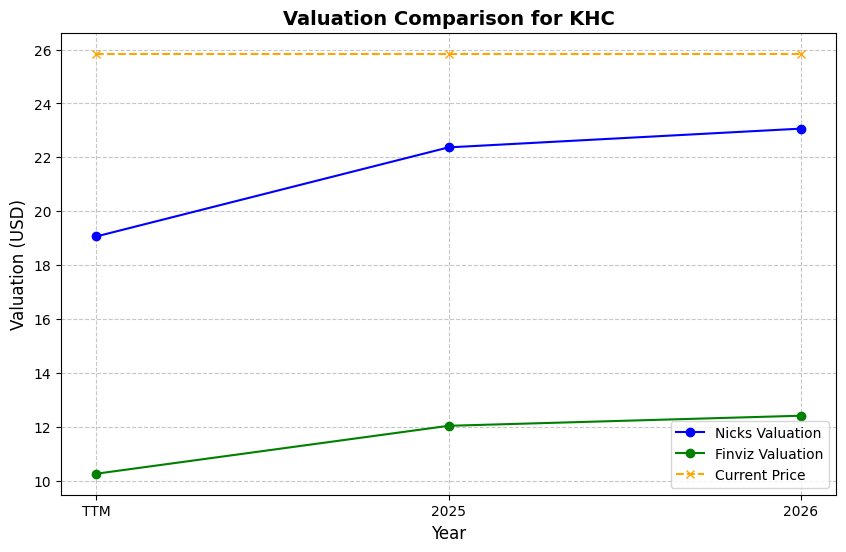 Valuation Comparison for KHC
Valuation (USD)
26
24
22
20
18
16
14
12
10
TTM
2025
2026
Year
Nicks Valuation
Finviz Valuation
Current Price